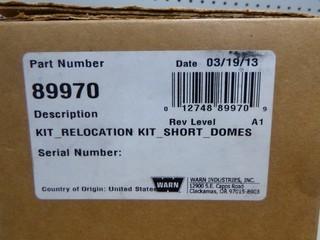 Part Number
Date 03/19/13
89970
0 12748 89970 9
Description
Rev Level A1
KIT_RELOCATION KIT_SHORT_DOMES
Serial Number:
WARN
WARN INDUSTRIES, INC.
12900 S.E. Capps Road
Clackamas, OR 97015-8903
Country of Origin: United States